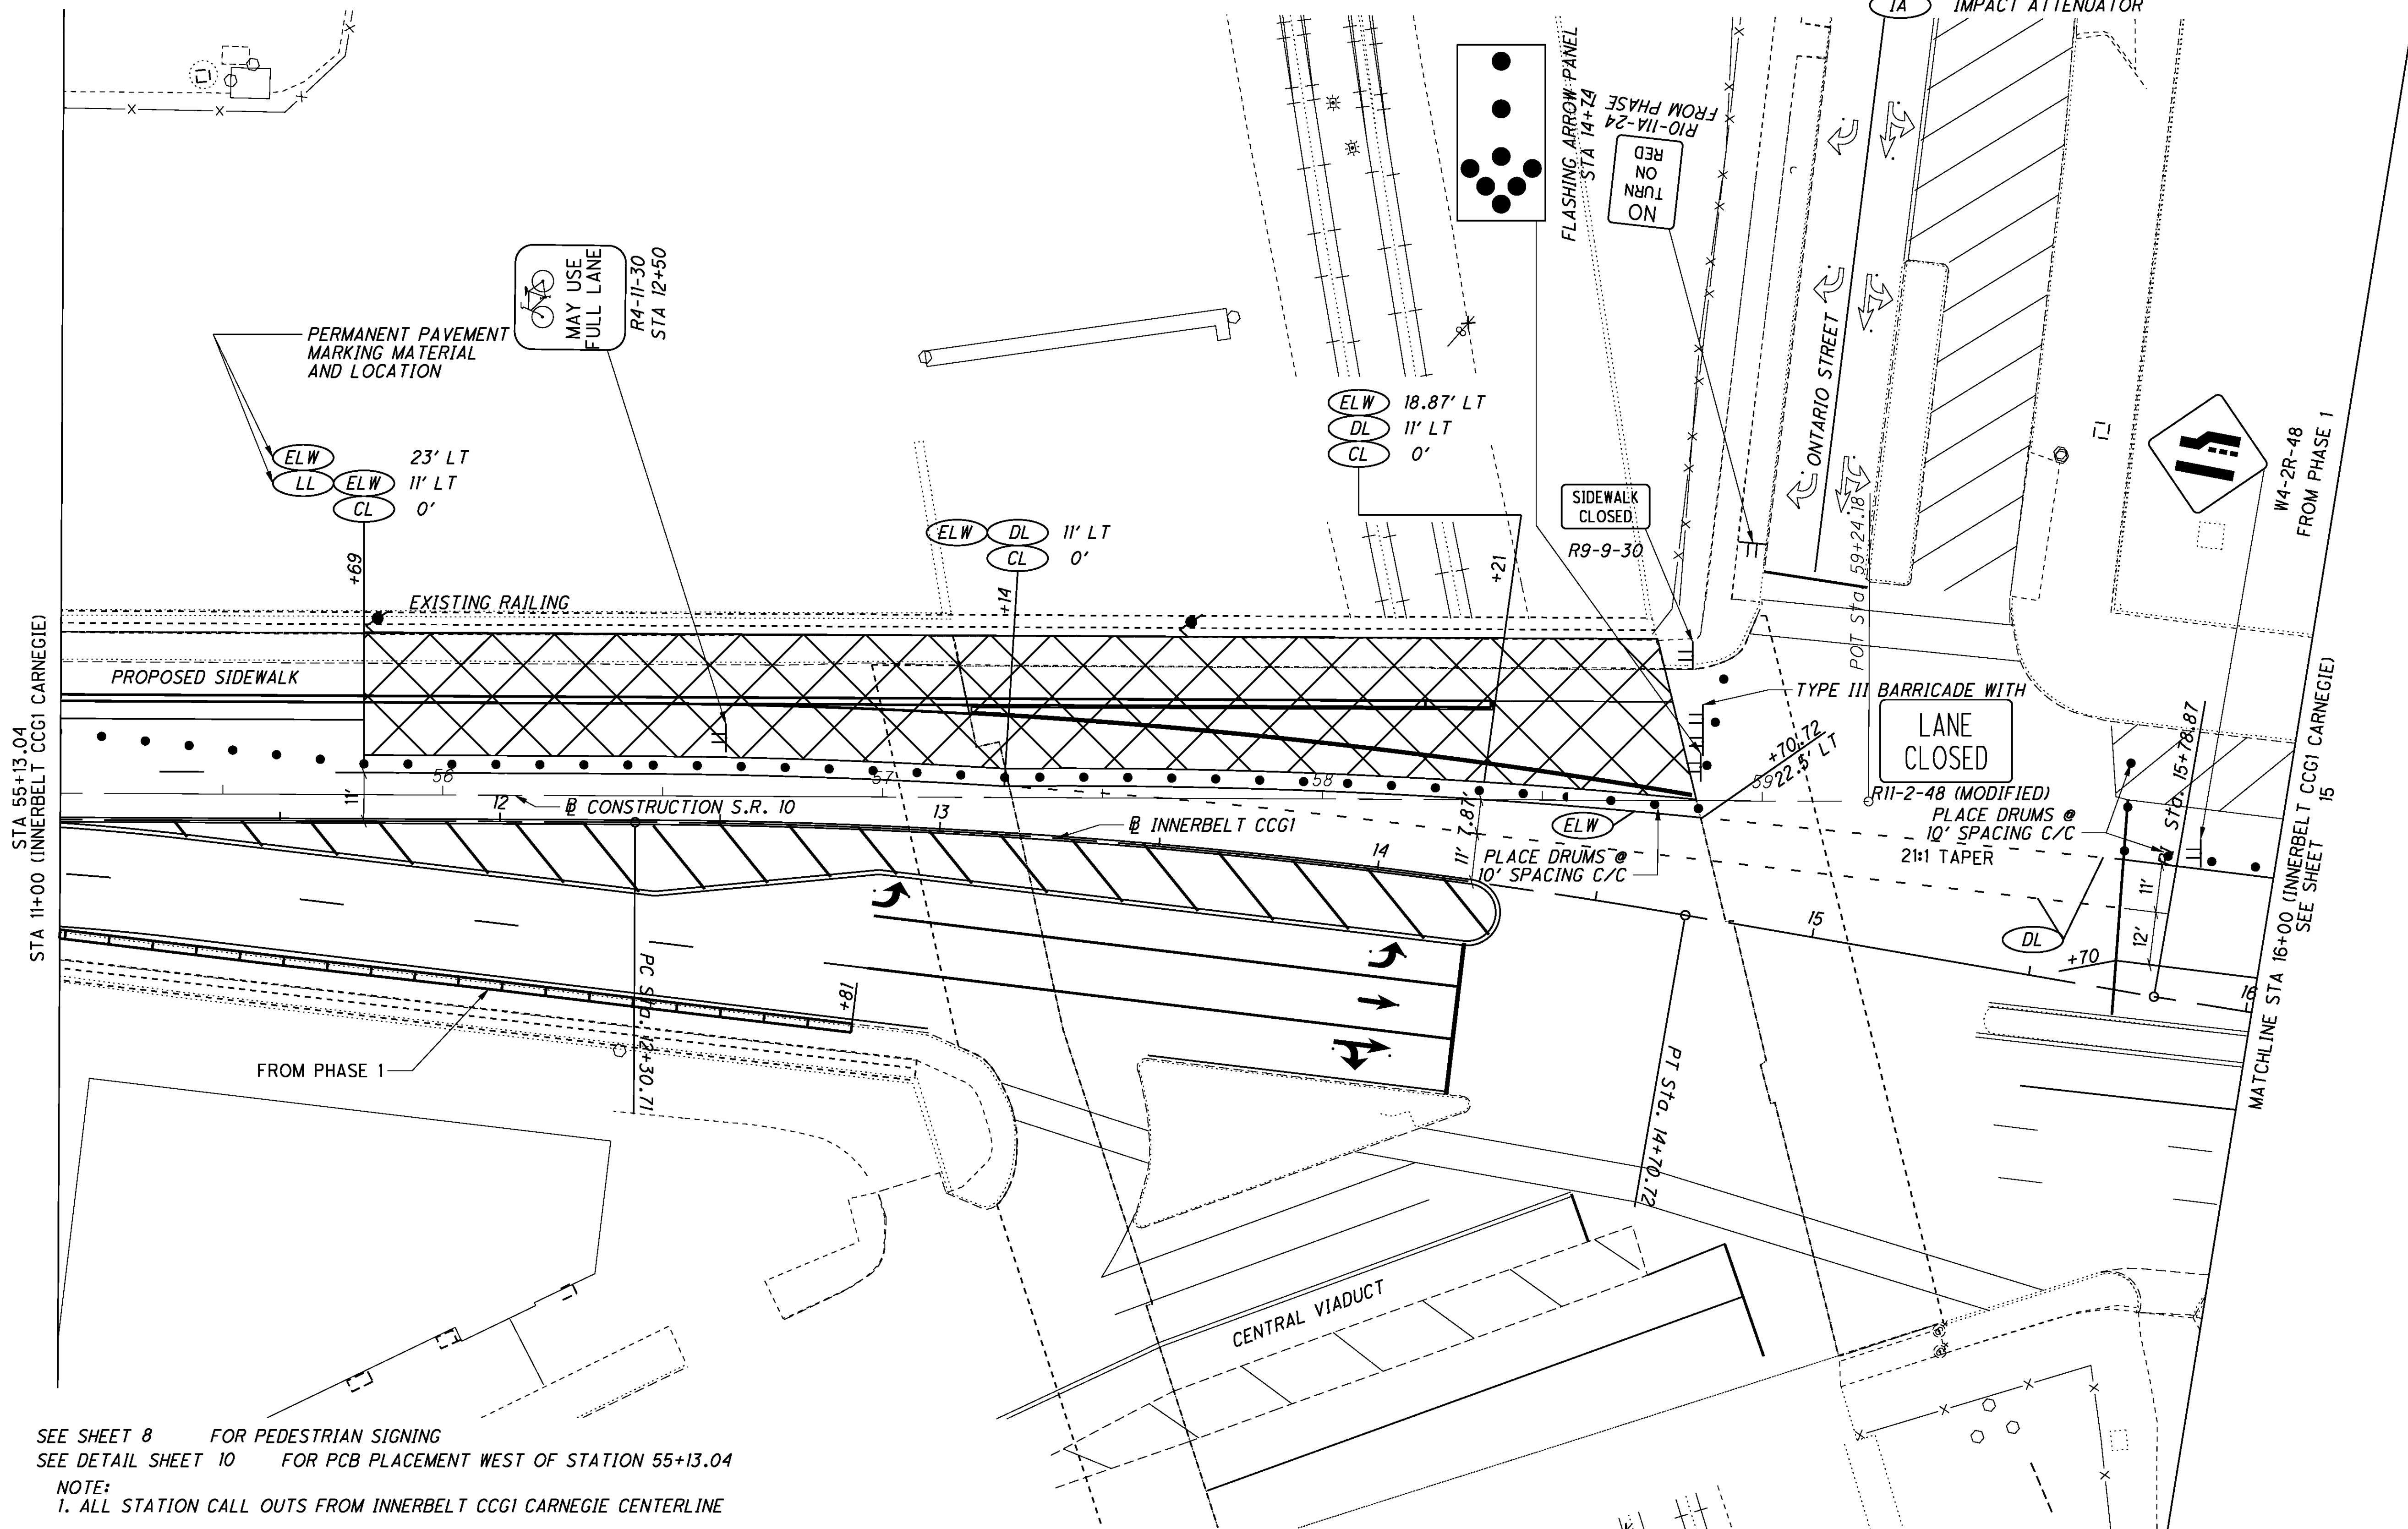 IA IMPACT ATTENUATOR
FLASHING ARROW PANEL
STA 14+74
R10-11A-24
FROM PHASE
NO
TURN
ON
RED
MAY USE
FULL LANE
R4-11-30
STA 12+50
PERMANENT PAVEMENT
MARKING MATERIAL
AND LOCATION
ELW 23' LT
LL ELW 11' LT
CL 0'
+69
ELW DL 11' LT
CL 0'
+14
ELW 18.87' LT
DL 11' LT
CL 0'
+21
SIDEWALK
CLOSED
R9-9-30
ONTARIO STREET
POT Sta 59+24.18
W4-2R-48
FROM PHASE 1
EXISTING RAILING
PROPOSED SIDEWALK
STA 55+13.04
STA 11+00 (INNERBELT CCG1 CARNEGIE)
TYPE III BARRICADE WITH
LANE
CLOSED
R11-2-48 (MODIFIED)
PLACE DRUMS @
10' SPACING C/C
21:1 TAPER
+70.72
22.5' LT
Sta. 15+78.87
56
57
58
59
11'
12
℄ CONSTRUCTION S.R. 10
13
℄ INNERBELT CCG1
14
11' 7.87'
ELW
PLACE DRUMS @
10' SPACING C/C
15
DL
+70
11'
12'
16
MATCHLINE STA 16+00 (INNERBELT CCG1 CARNEGIE)
SEE SHEET 15
PC Sta. 12+30.71
+81
FROM PHASE 1
PT Sta. 14+70.72
CENTRAL VIADUCT
SEE SHEET 8 FOR PEDESTRIAN SIGNING
SEE DETAIL SHEET 10 FOR PCB PLACEMENT WEST OF STATION 55+13.04
NOTE:
1. ALL STATION CALL OUTS FROM INNERBELT CCG1 CARNEGIE CENTERLINE